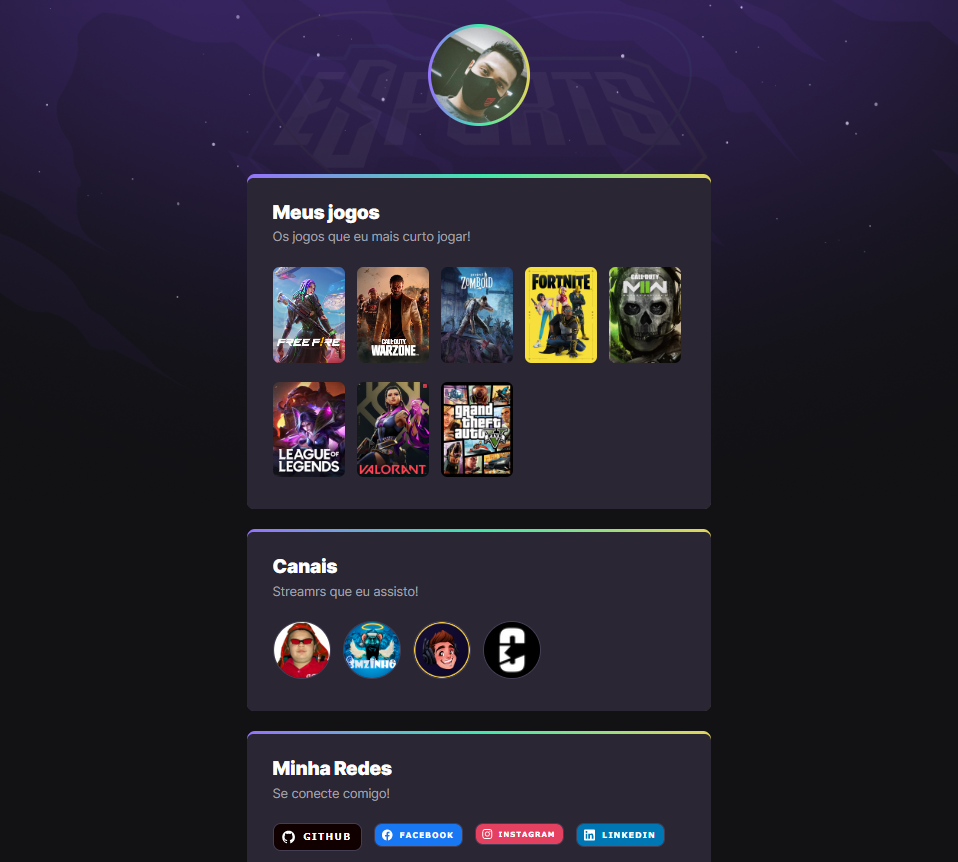 ESPORTS
Meus jogos
Os jogos que eu mais curto jogar!
FREE FIRE
CALL OF DUTY
WARZONE
PROJECT
ZOMBOID
FORTNITE
CALL OF DUTY
MWII
LEAGUE OF
LEGENDS
VALORANT
grand
theft
auto
V
Canais
Streamrs que eu assisto!
Minha Redes
Se conecte comigo!
GITHUB
FACEBOOK
INSTAGRAM
LINKEDIN